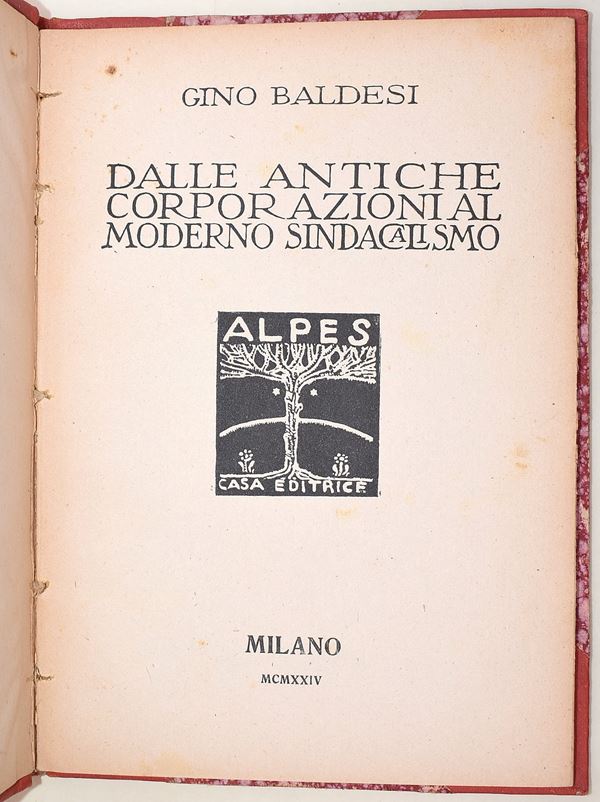 GINO BALDESI
DALLE ANTICHE
CORPORAZIONI AL
MODERNO SINDACALISMO
ALPES
CASA EDITRICE
MILANO
MCMXXIV